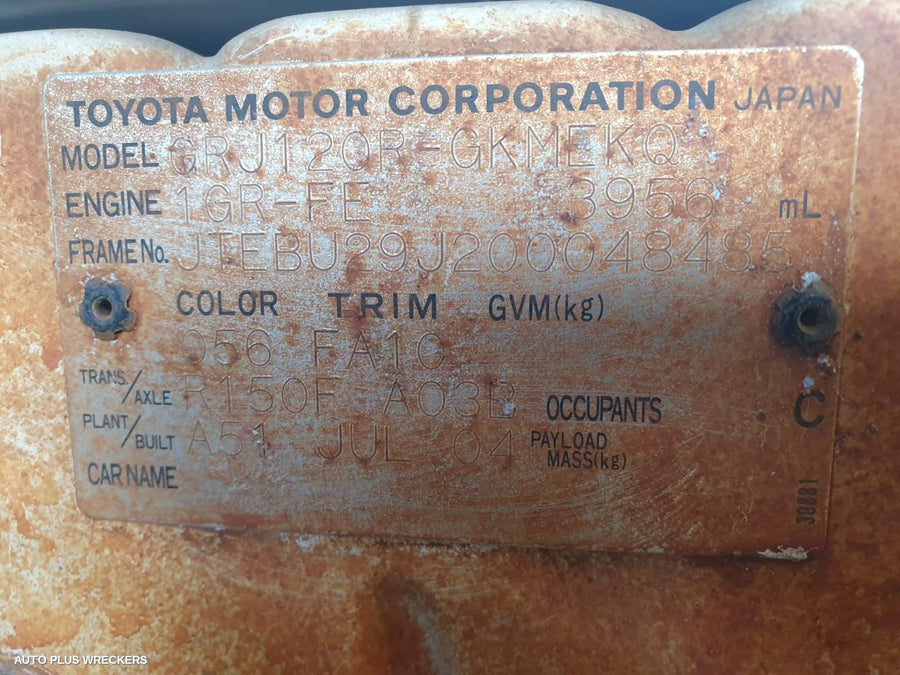 TOYOTA MOTOR CORPORATION JAPAN
MODEL GRJ120R-GKMEKQ
ENGINE 1GR-FE 3956 mL
FRAME No. JTEBU29J200048485
COLOR TRIM GVM(kg)
056 FA10
TRANS./AXLE R150F A03B OCCUPANTS C
PLANT/BUILT A51 JUL 04 PAYLOAD MASS(kg)
CAR NAME
30881
AUTO PLUS WRECKERS